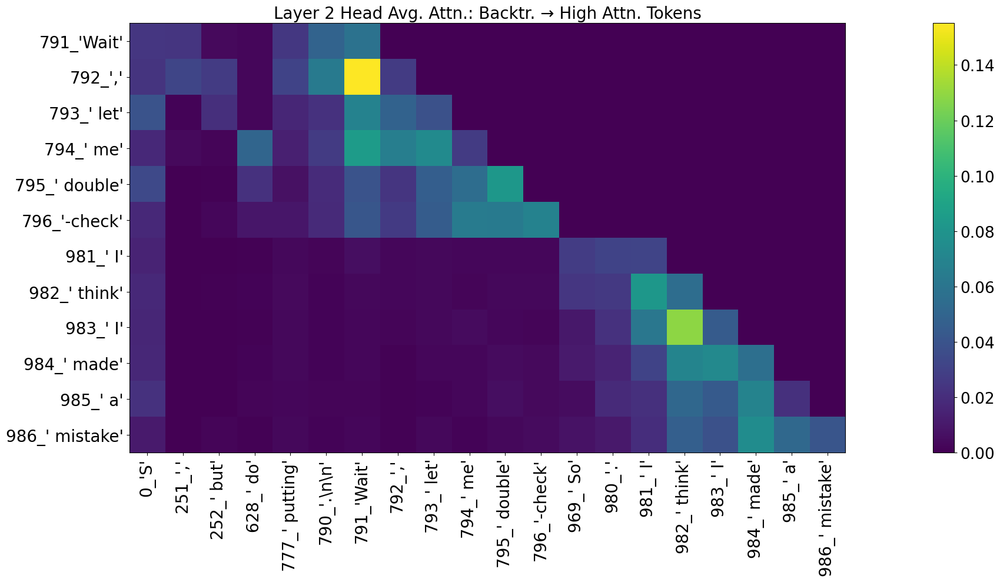 Layer 2 Head Avg. Attn.: Backtr. → High Attn. Tokens
791_'Wait'
792_','
793_' let'
794_' me'
795_' double'
796_'-check'
981_' I'
982_' think'
983_' I'
984_' made'
985_' a'
986_' mistake'
0_'S'
251_','
252_' but'
628_' do'
777_' putting'
790_'.\n\n'
791_'Wait'
792_','
793_' let'
794_' me'
795_' double'
796_'-check'
969_' So'
980_'.'
981_' I'
982_' think'
983_' I'
984_' made'
985_' a'
986_' mistake'
0.14
0.12
0.10
0.08
0.06
0.04
0.02
0.00